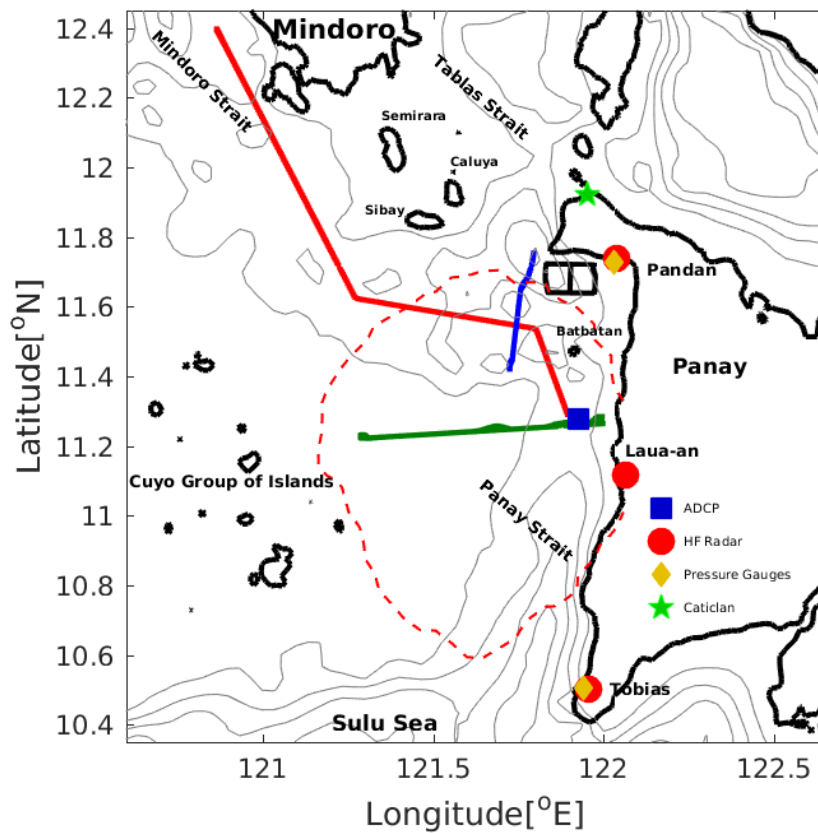 12.4
12.2
12
11.8
11.6
11.4
11.2
11
10.8
10.6
10.4
Latitude[°N]
Mindoro
Mindoro Strait
Tablas Strait
Semirara
Caluya
Sibay
Pandan
Batbatan
Panay
Laua-an
Cuyo Group of Islands
Panay Strait
ADCP
HF Radar
Pressure Gauges
Caticlan
Tobias
Sulu Sea
121
121.5
122
122.5
Longitude[°E]